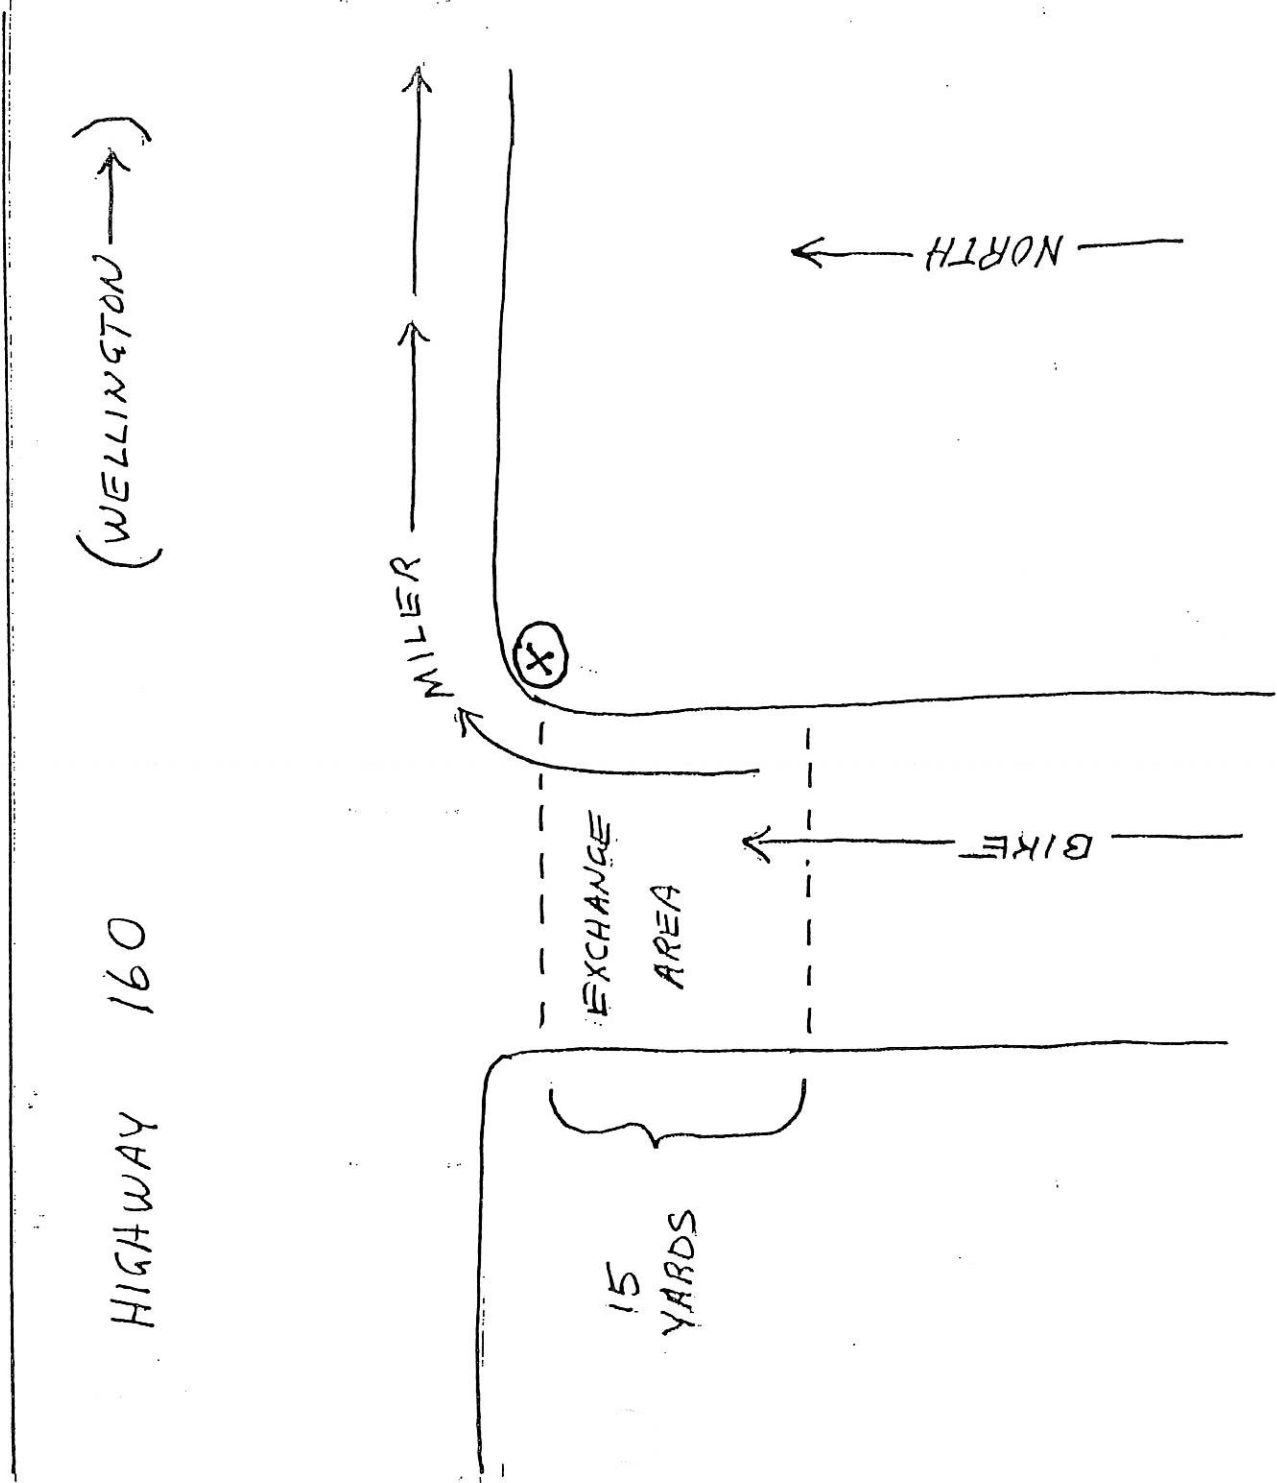 HIGHWAY 160 (WELLINGTON →)
MILER
X
EXCHANGE
AREA
15
YARDS
BIKE
NORTH